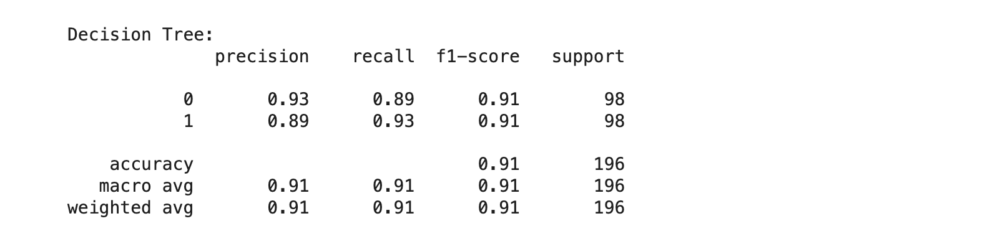 Decision Tree:
precision recall f1-score support
0 0.93 0.89 0.91 98
1 0.89 0.93 0.91 98
accuracy 0.91 196
macro avg 0.91 0.91 0.91 196
weighted avg 0.91 0.91 0.91 196